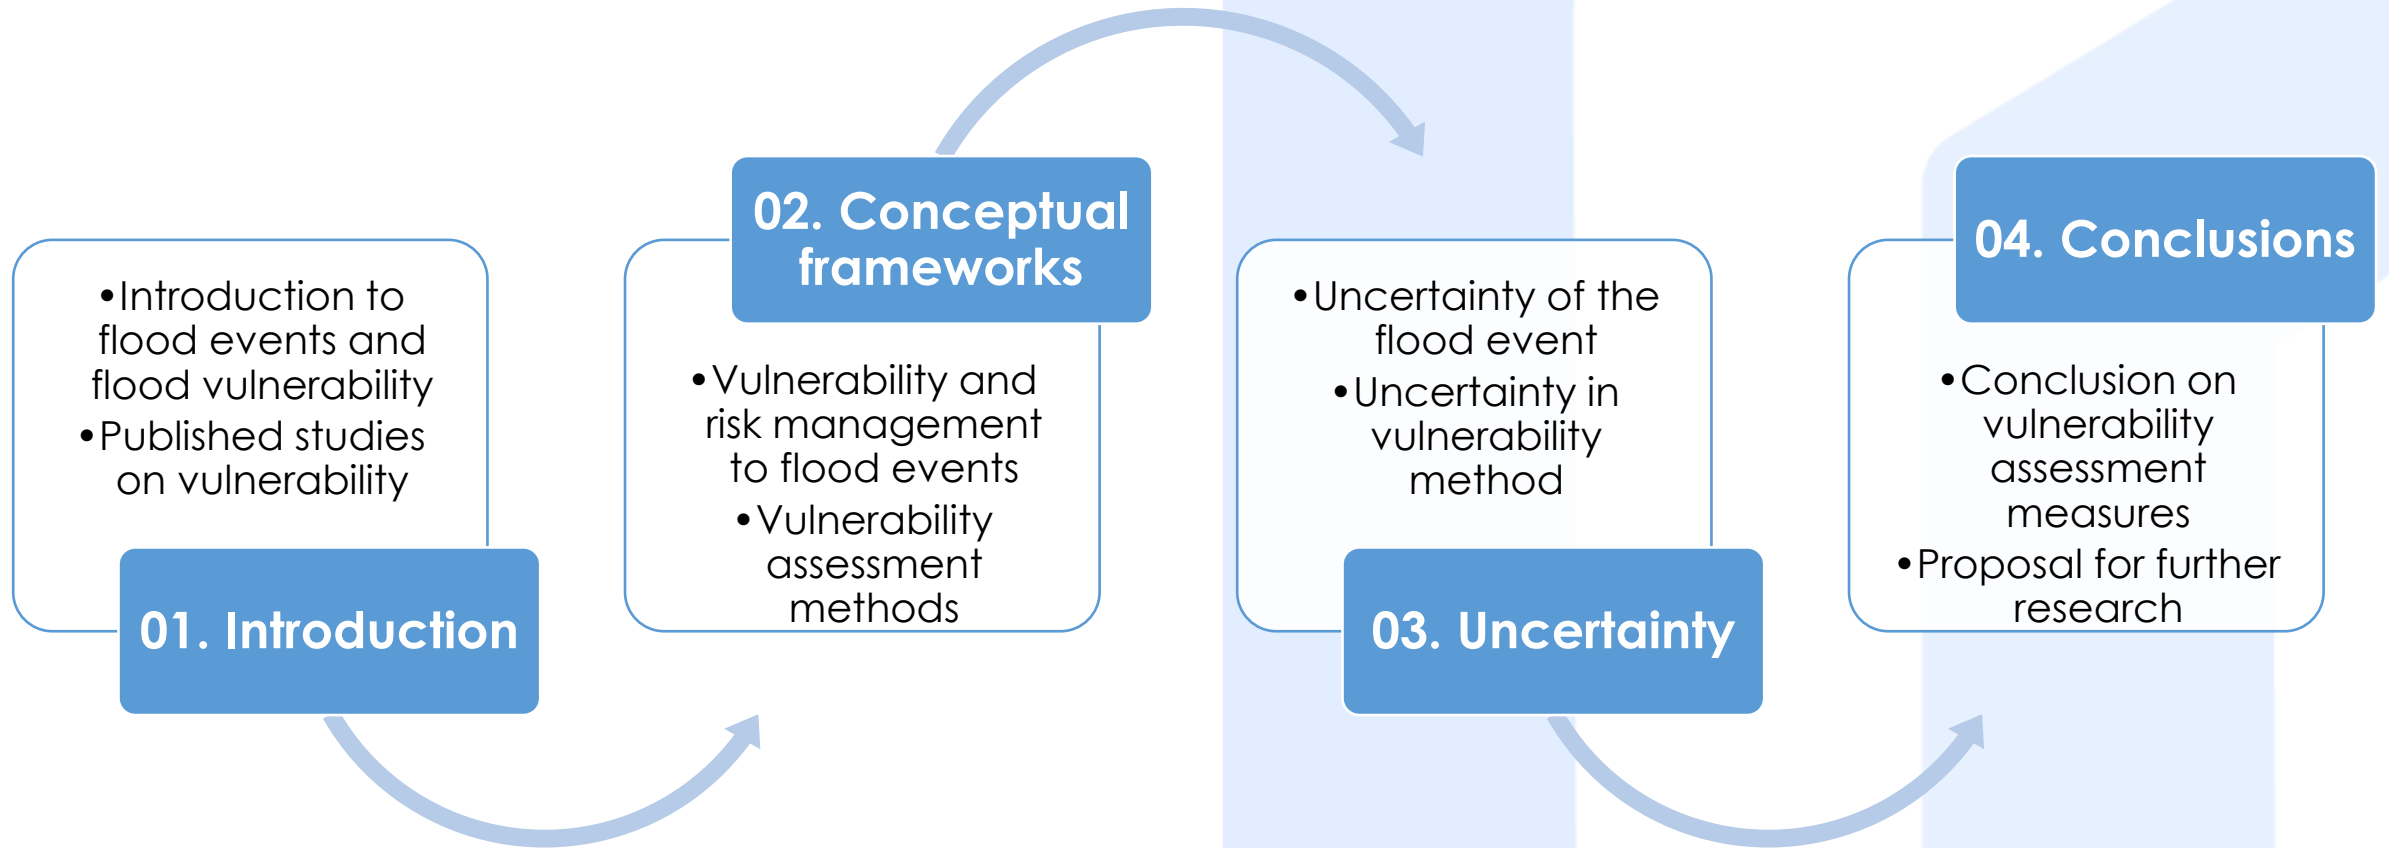 •Introduction to
flood events and
flood vulnerability
•Published studies
on vulnerability
01. Introduction
02. Conceptual
frameworks
•Vulnerability and
risk management
to flood events
•Vulnerability
assessment
methods
•Uncertainty of the
flood event
•Uncertainty in
vulnerability
method
03. Uncertainty
04. Conclusions
•Conclusion on
vulnerability
assessment
measures
•Proposal for further
research